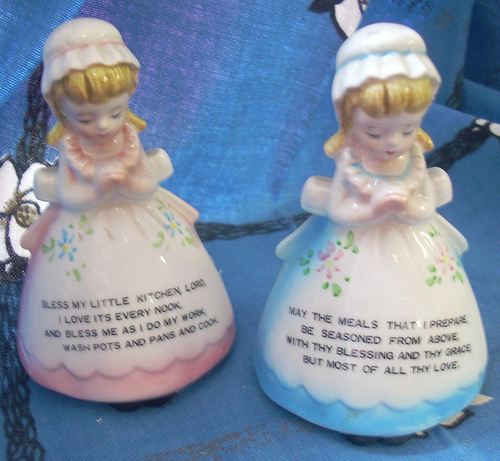 BLESS MY LITTLE KITCHEN, LORD,
I LOVE ITS EVERY NOOK,
AND BLESS ME AS I DO MY WORK,
WASH POTS AND PANS AND COOK.
MAY THE MEALS THAT I PREPARE
BE SEASONED FROM ABOVE,
WITH THY BLESSING AND THY GRACE,
BUT MOST OF ALL THY LOVE.